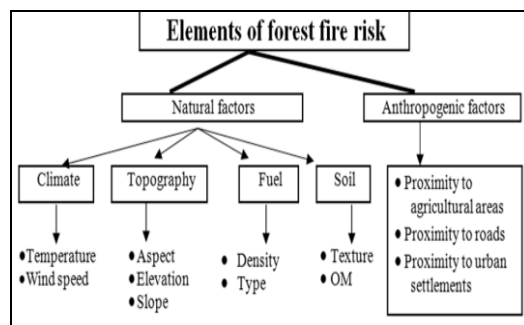 Elements of forest fire risk
Natural factors
Anthropogenic factors
Climate
Topography
Fuel
Soil
●Temperature
●Wind speed
●Aspect
●Elevation
●Slope
● Density
● Type
●Texture
●OM
●Proximity to
agricultural areas
●Proximity to roads
●Proximity to urban
settlements